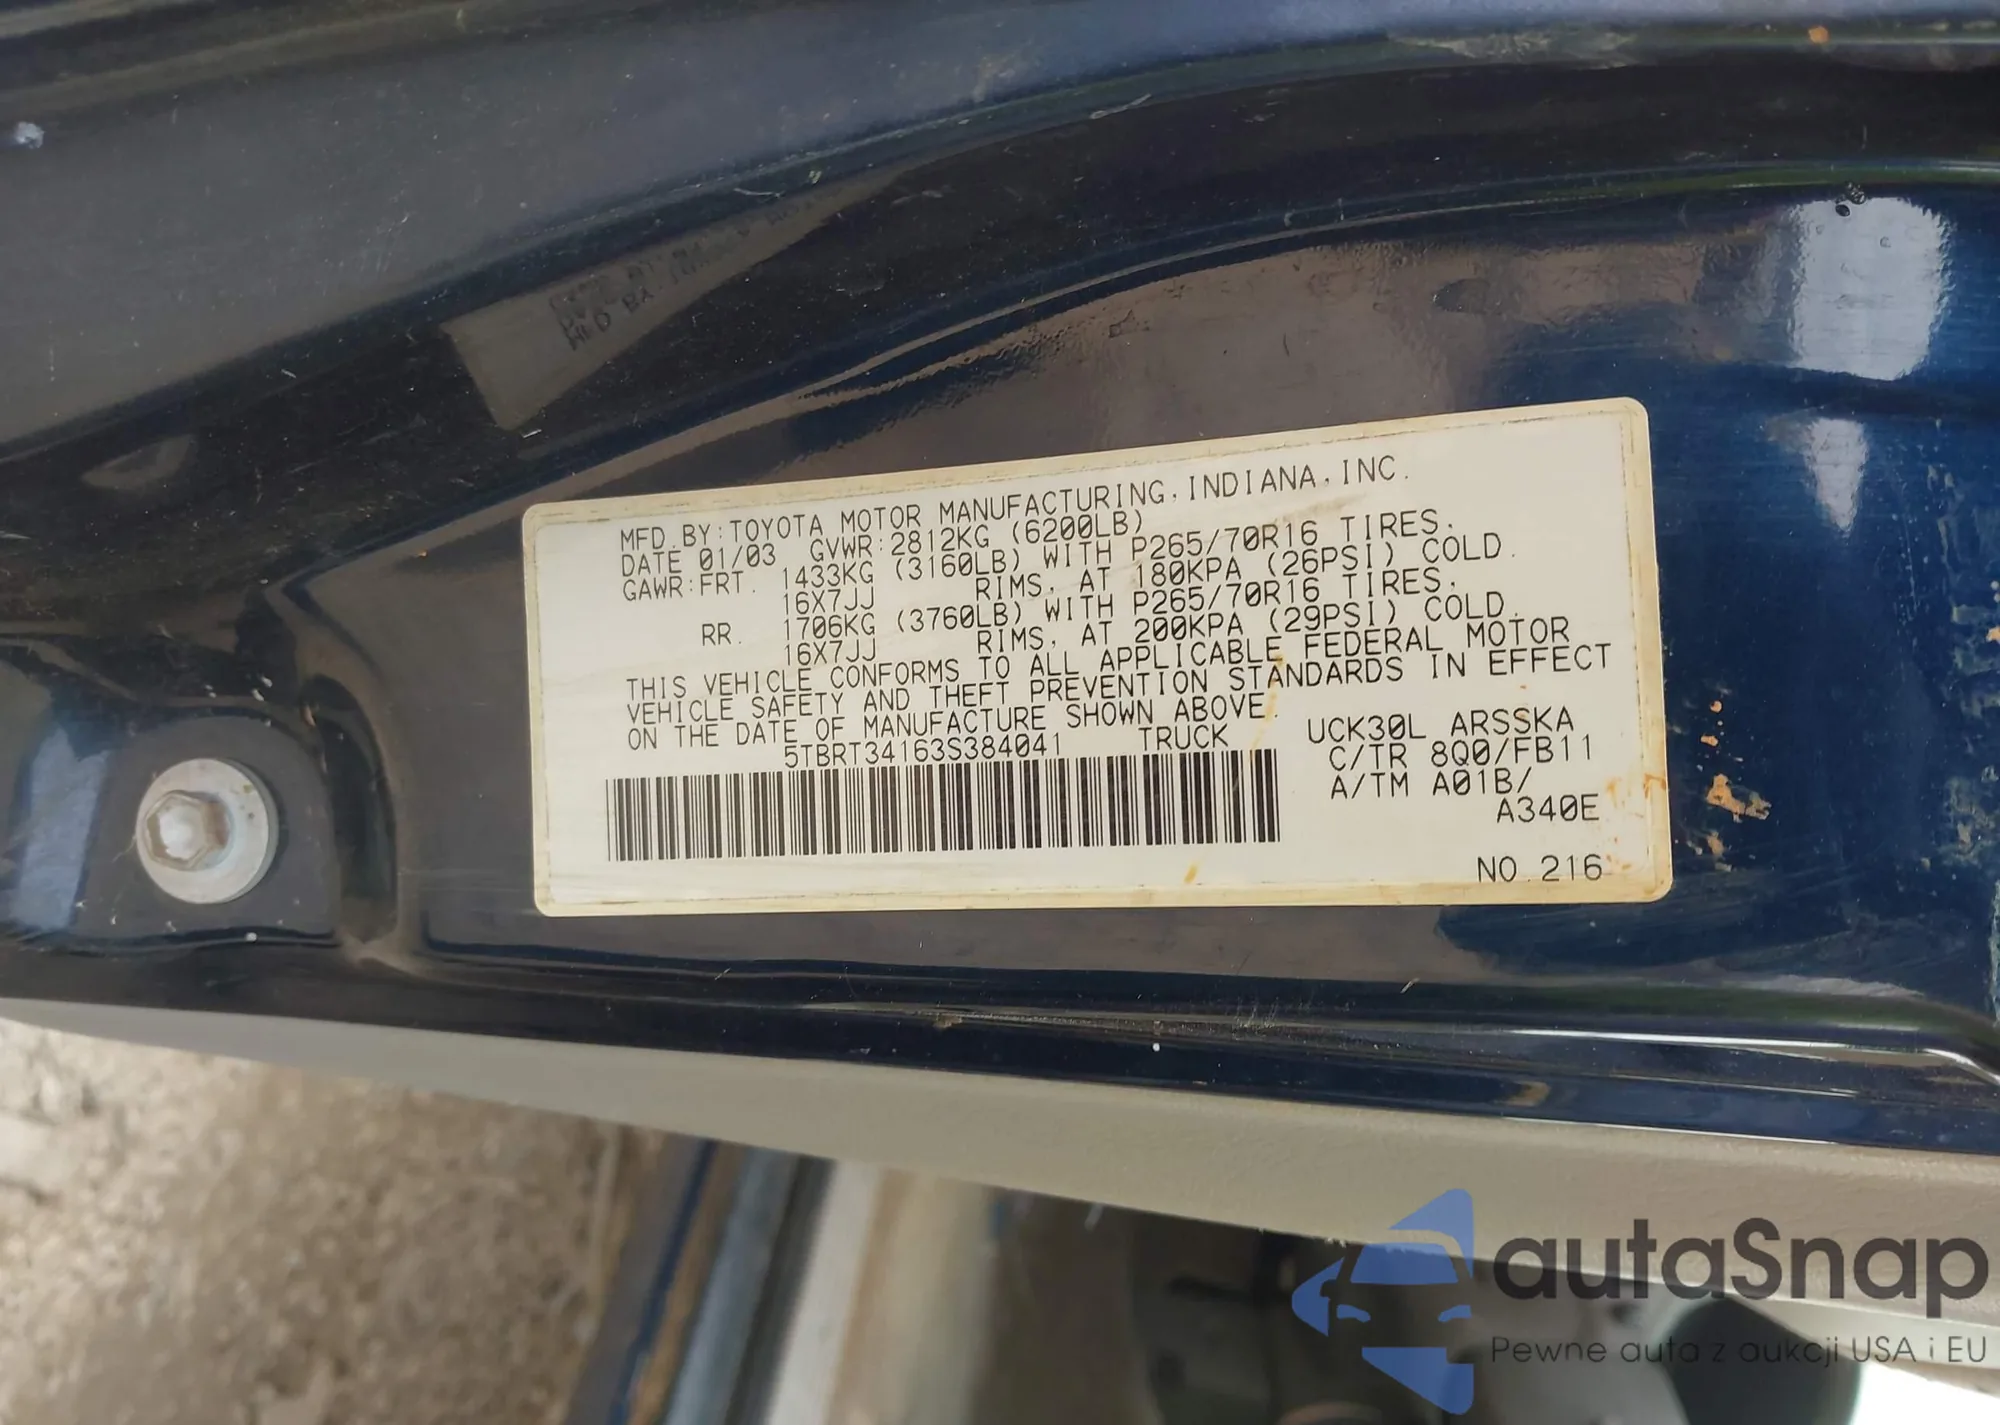 MFD.BY:TOYOTA MOTOR MANUFACTURING,INDIANA,INC.
DATE 01/03 GVWR:2812KG (6200LB)
GAWR:FRT. 1433KG (3160LB) WITH P265/70R16 TIRES.
16X7JJ RIMS, AT 180KPA (26PSI) COLD.
RR. 1706KG (3760LB) WITH P265/70R16 TIRES.
16X7JJ RIMS, AT 200KPA (29PSI) COLD.
THIS VEHICLE CONFORMS TO ALL APPLICABLE FEDERAL MOTOR
VEHICLE SAFETY AND THEFT PREVENTION STANDARDS IN EFFECT
ON THE DATE OF MANUFACTURE SHOWN ABOVE.
5TBRT34163S384041 TRUCK
UCK30L ARSSKA
C/TR 8Q0/FB11
A/TM A01B/
A340E
NO.216
autaSnap
Pewne auta z aukcji USA i EU